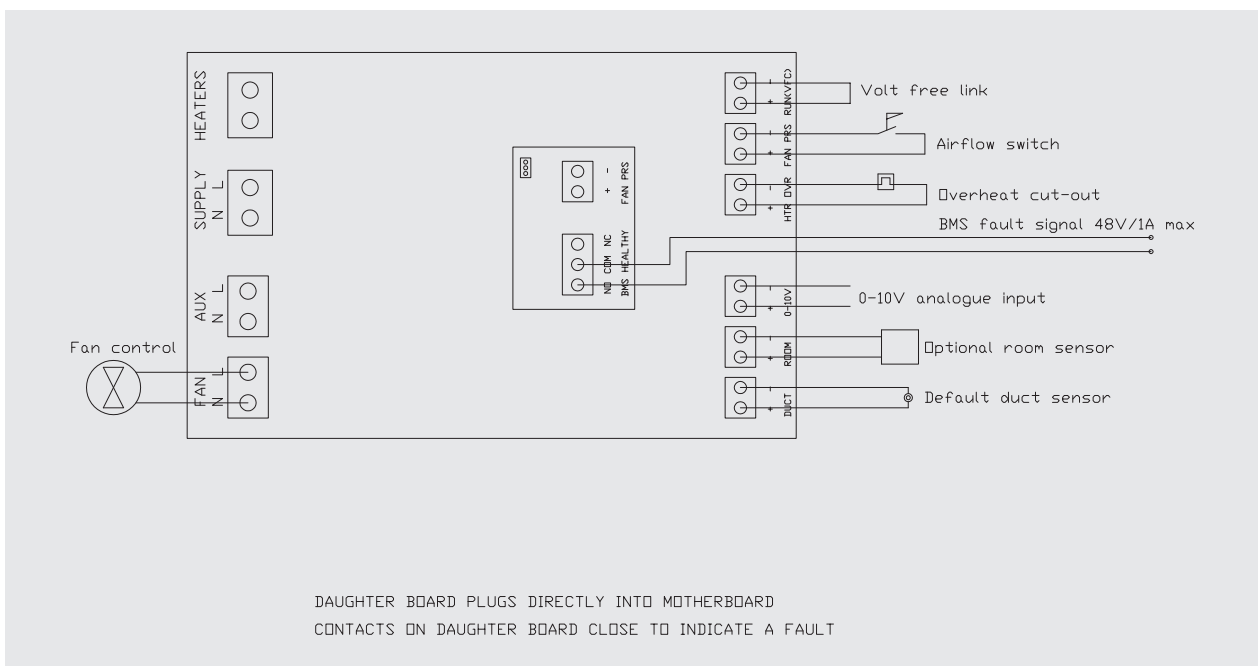 HEATERS
SUPPLY
N L
AUX
N L
FAN
N L
Fan control
- +
FAN PRS
NO COM NC
BMS HEALTHY
- +
RUN(VFC)
Volt free link
- +
FAN PRS
Airflow switch
- +
HTR OVR
Overheat cut-out
BMS fault signal 48V/1A max
- +
0-10V
0-10V analogue input
- +
ROOM
Optional room sensor
- +
DUCT
Default duct sensor
DAUGHTER BOARD PLUGS DIRECTLY INTO MOTHERBOARD
CONTACTS ON DAUGHTER BOARD CLOSE TO INDICATE A FAULT